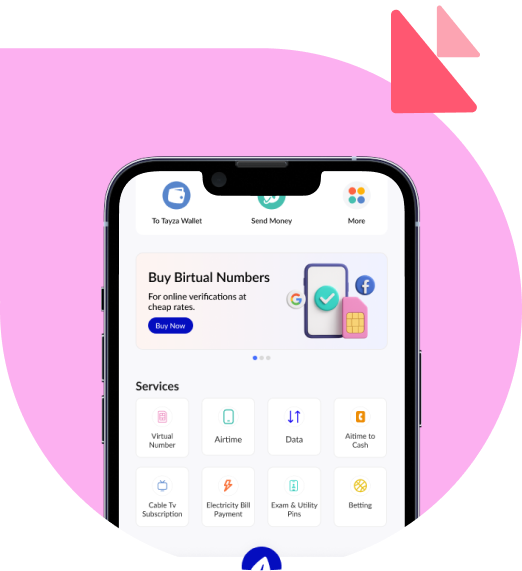 To Tayza Wallet
Send Money
More
Buy Birtual Numbers
For online verifications at
cheap rates.
Buy Now
Services
Virtual
Number
Airtime
Data
Aitime to
Cash
Cable Tv
Subscription
Electricity Bill
Payment
Exam & Utility
Pins
Betting